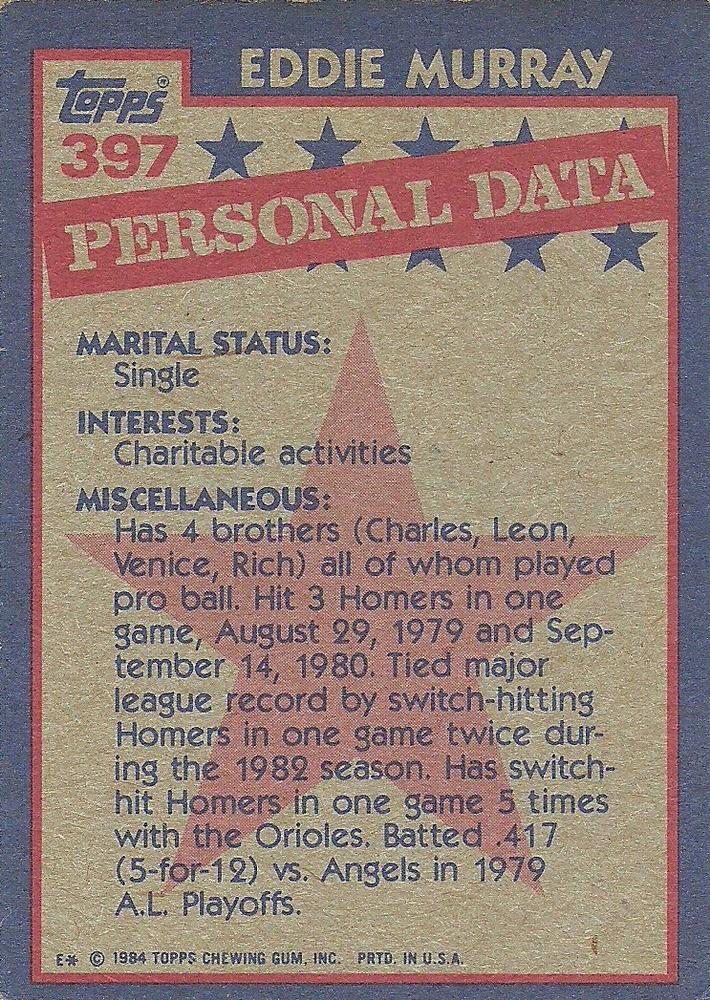 EDDIE MURRAY
Topps®
397
PERSONAL DATA
MARITAL STATUS:
Single
INTERESTS:
Charitable activities
MISCELLANEOUS:
Has 4 brothers (Charles, Leon,
Venice, Rich) all of whom played
pro ball. Hit 3 Homers in one
game, August 29, 1979 and Sep-
tember 14, 1980. Tied major
league record by switch-hitting
Homers in one game twice dur-
ing the 1982 season. Has switch-
hit Homers in one game 5 times
with the Orioles. Batted .417
(5-for-12) vs. Angels in 1979
A.L. Playoffs.
E* © 1984 TOPPS CHEWING GUM, INC. PRTD. IN U.S.A.